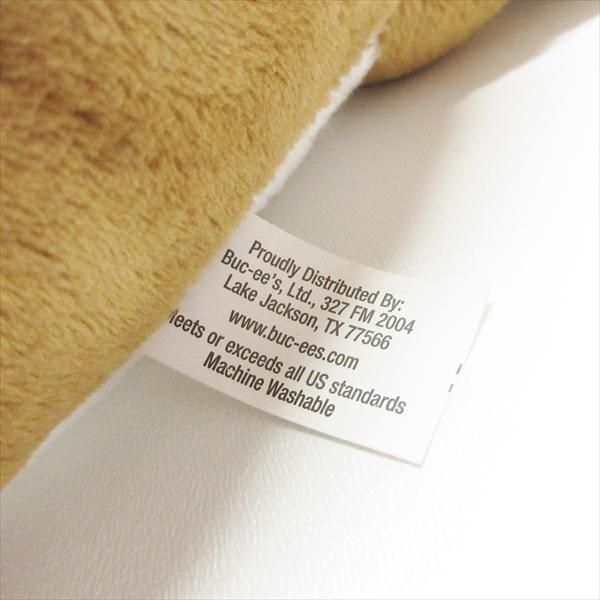 Proudly Distributed By:
Buc-ee's, Ltd., 327 FM 2004
Lake Jackson, TX 77566
www.buc-ees.com
Meets or exceeds all US standards
Machine Washable